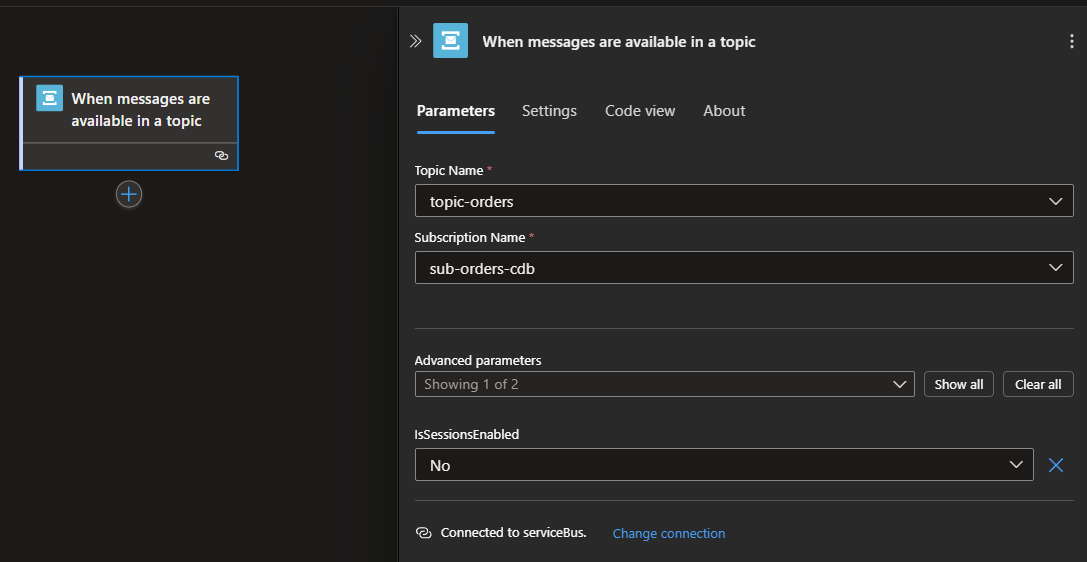 When messages are available in a topic
When messages are
available in a topic
Parameters Settings Code view About
Topic Name *
topic-orders
Subscription Name *
sub-orders-cdb
Advanced parameters
Showing 1 of 2 Show all Clear all
IsSessionsEnabled
No
Connected to serviceBus. Change connection